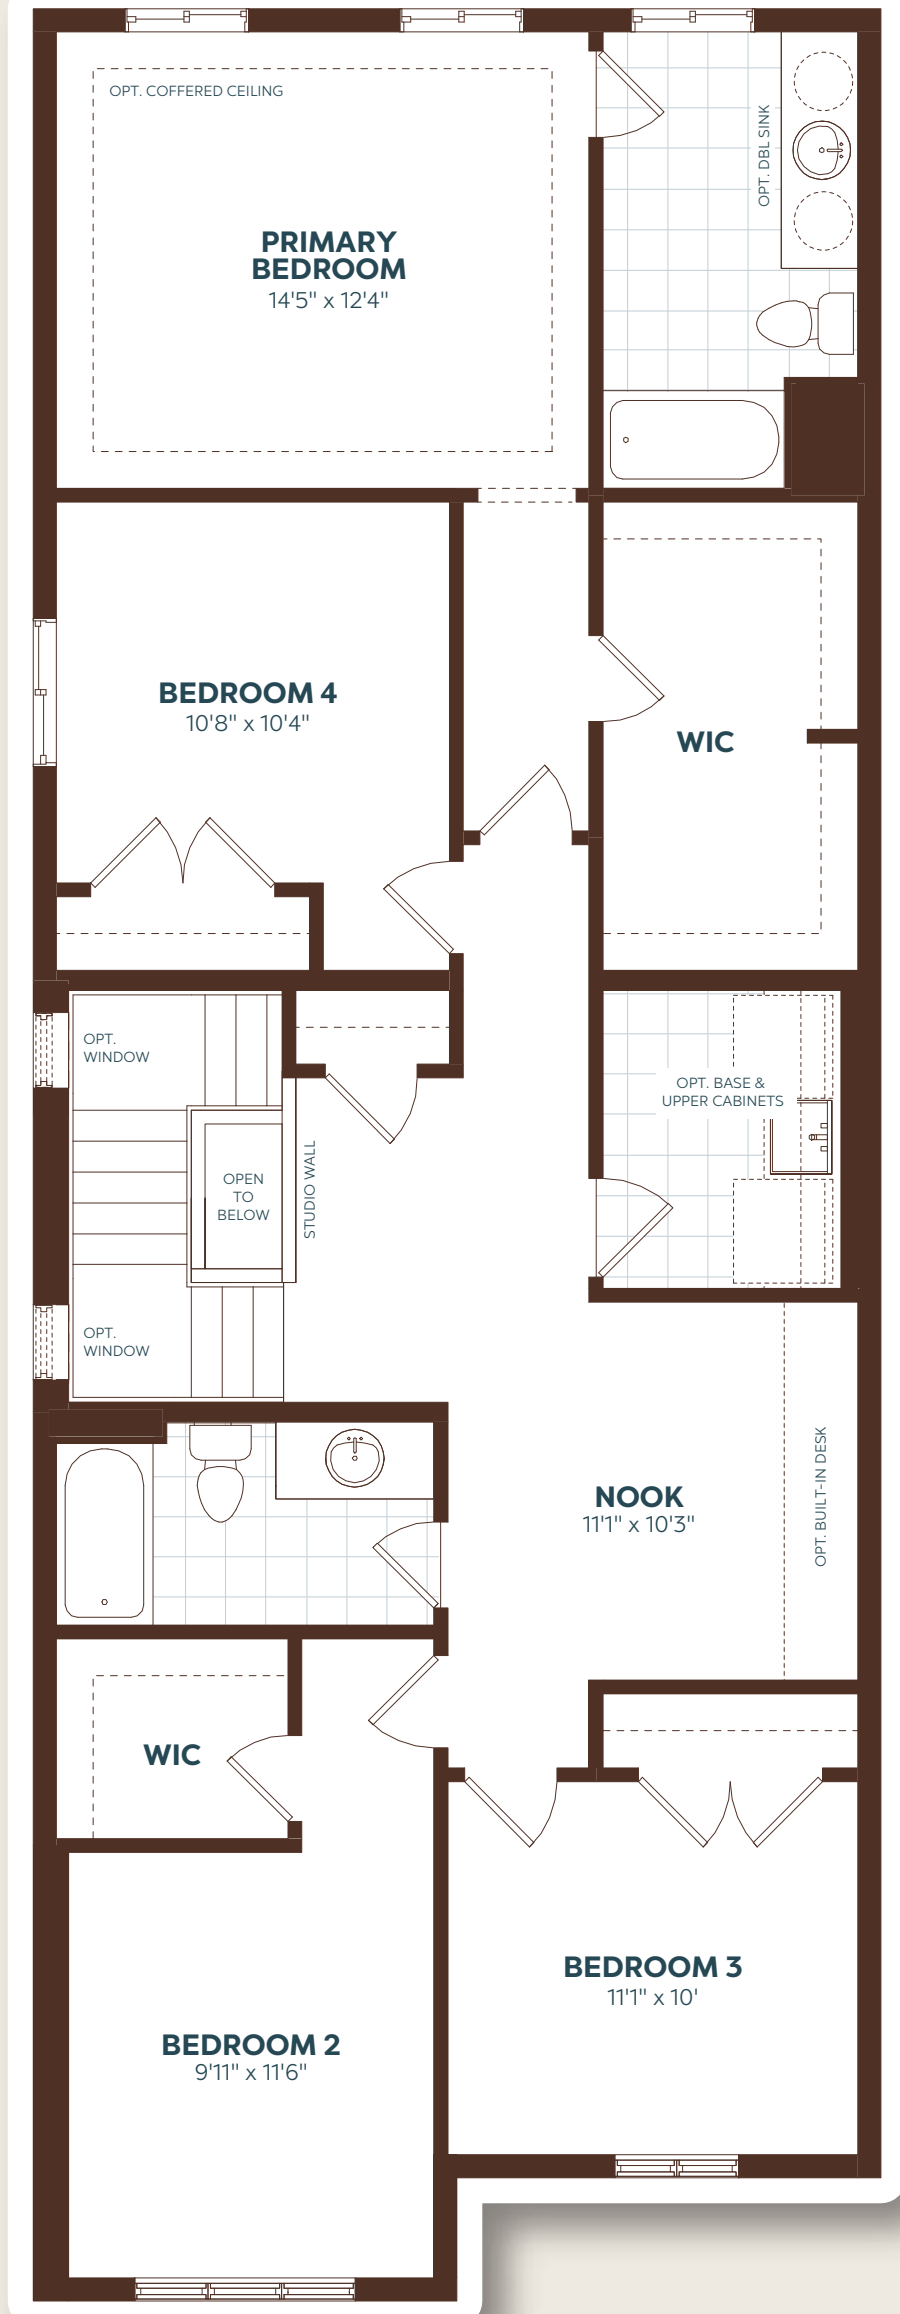 OPT. COFFERED CEILING
OPT. DBL SINK
PRIMARY
BEDROOM
14'5" x 12'4"
BEDROOM 4
10'8" x 10'4"
WIC
OPT.
WINDOW
OPT. BASE &
UPPER CABINETS
OPEN
TO
BELOW
STUDIO WALL
OPT.
WINDOW
NOOK
11'1" x 10'3"
OPT. BUILT-IN DESK
WIC
BEDROOM 3
11'1" x 10'
BEDROOM 2
9'11" x 11'6"